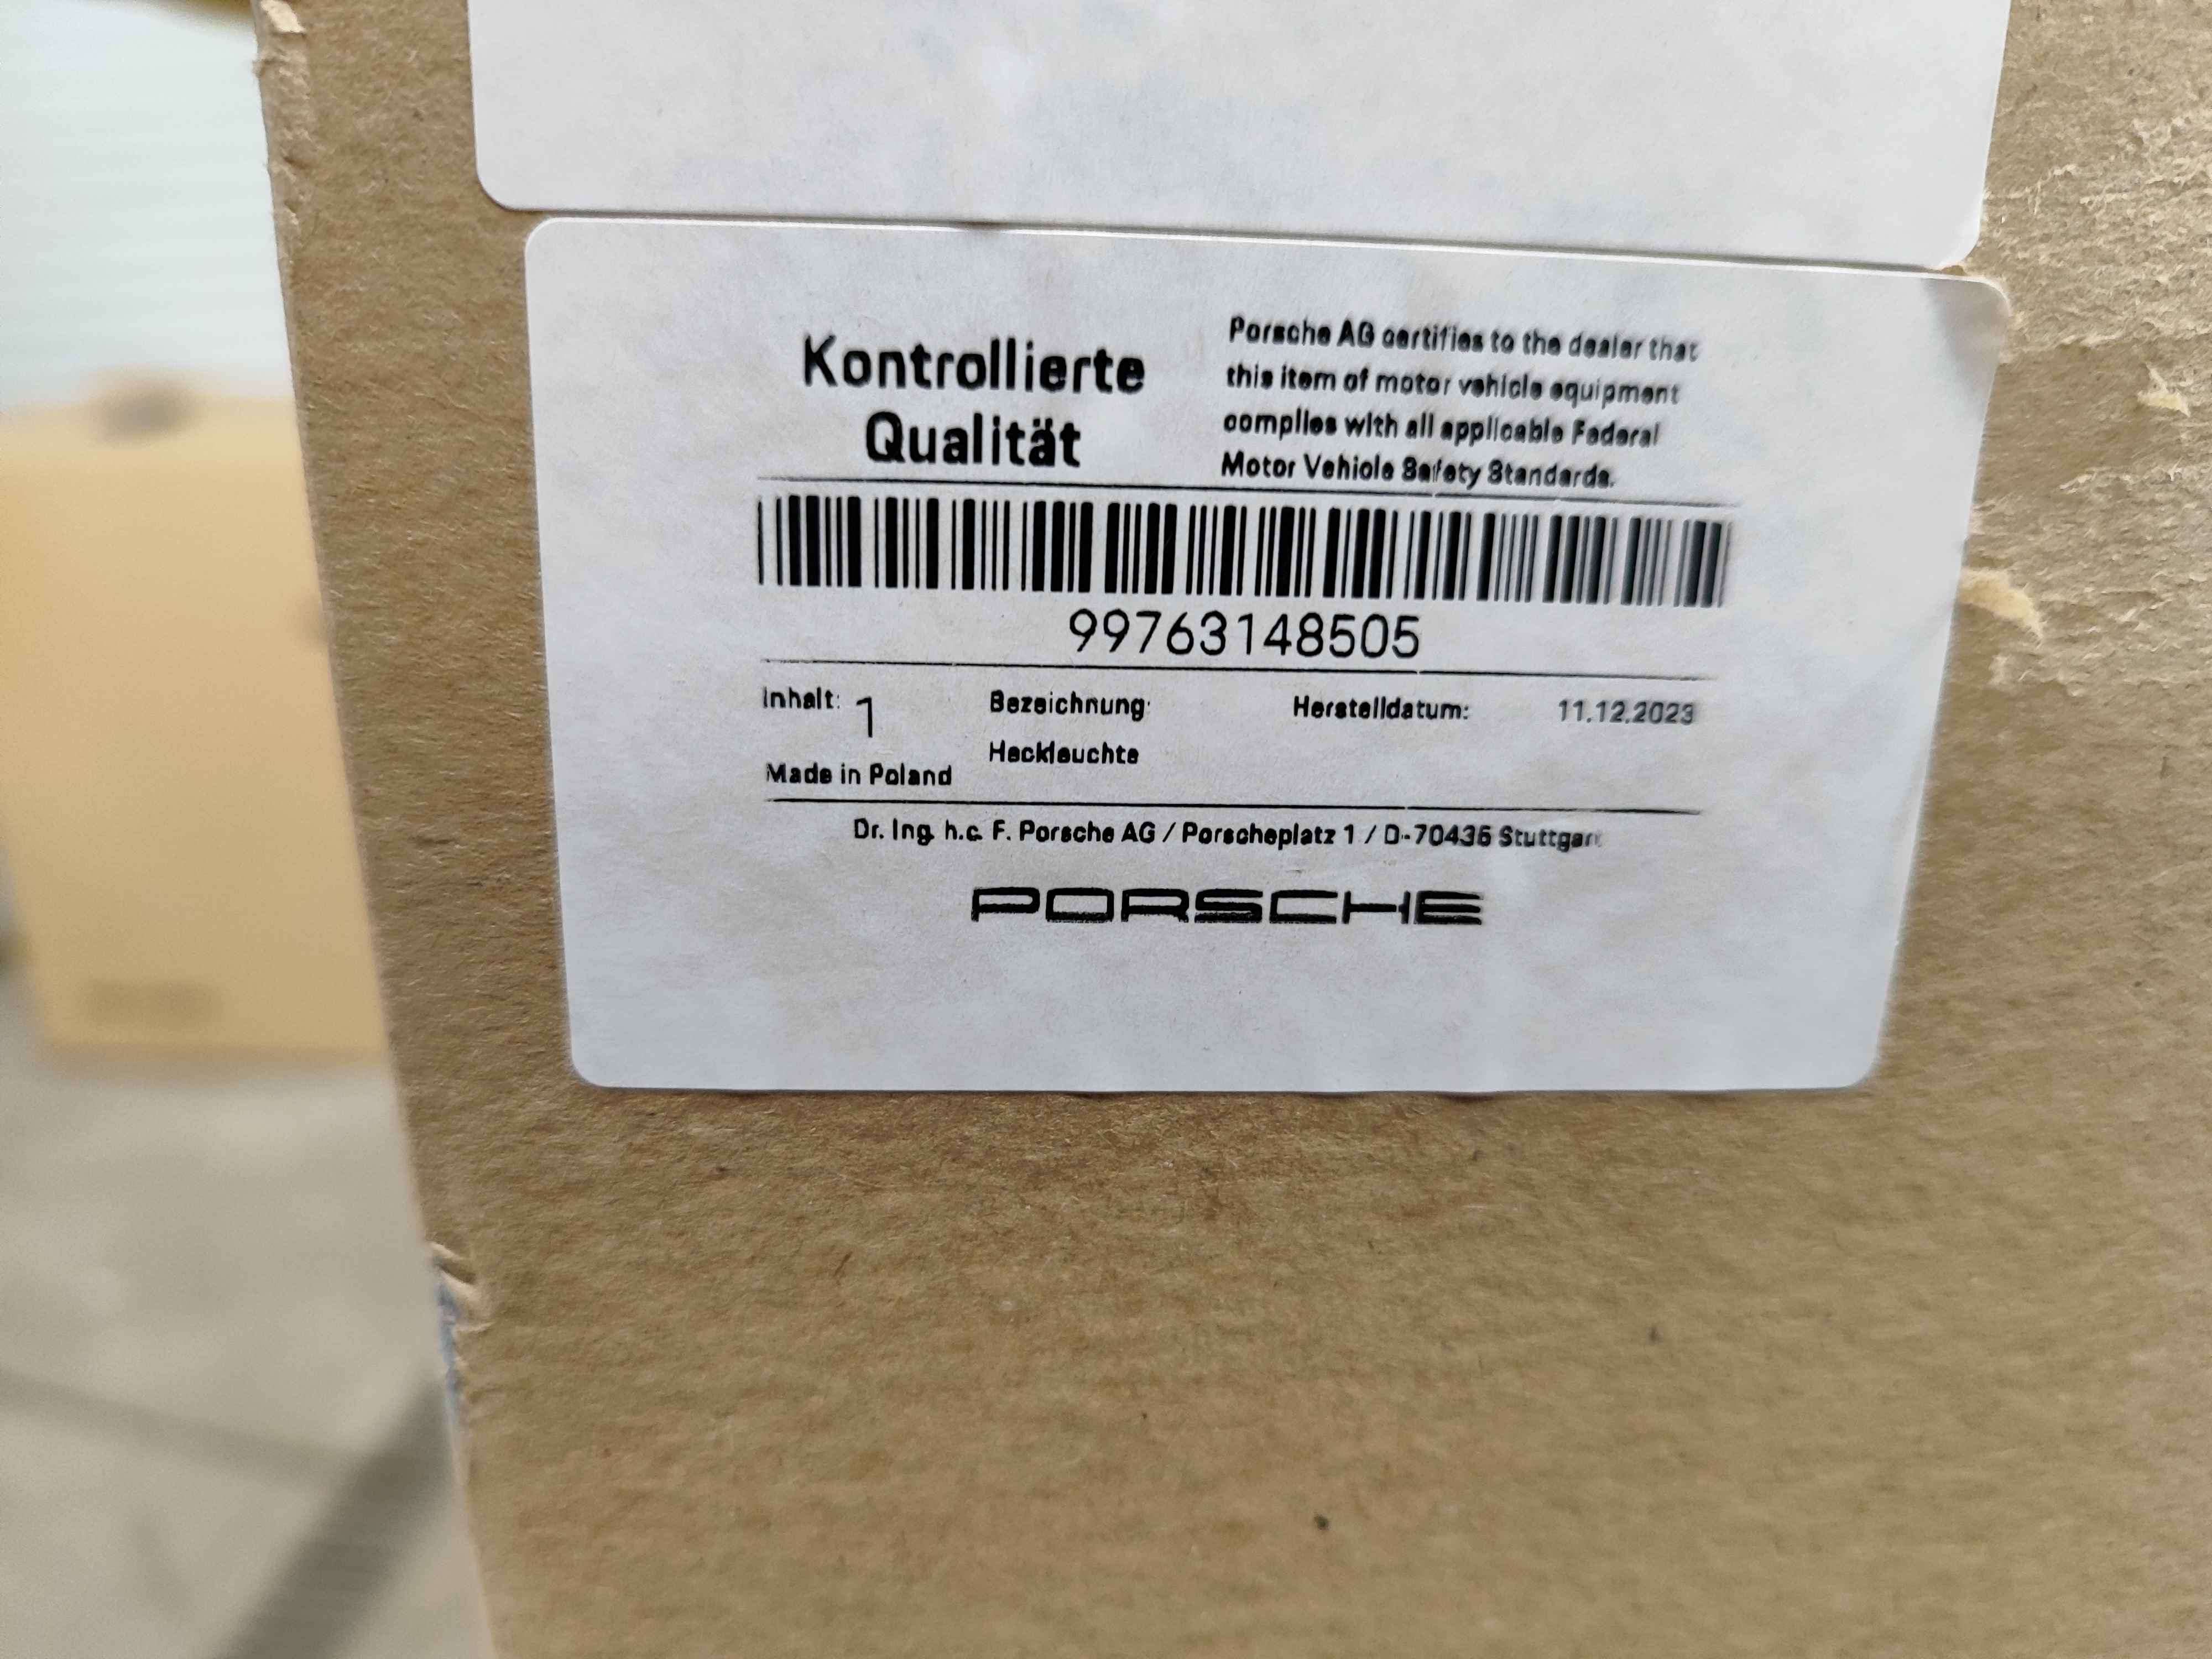 Kontrollierte
Qualität
Porsche AG certifies to the dealer that
this item of motor vehicle equipment
complies with all applicable Federal
Motor Vehicle Safety Standards.
99763148505
Inhalt: 1
Made in Poland
Bezeichnung:
Heckleuchte
Herstelldatum: 11.12.2023
Dr. Ing. h.c. F. Porsche AG / Porscheplatz 1 / D-70435 Stuttgart
PORSCHE